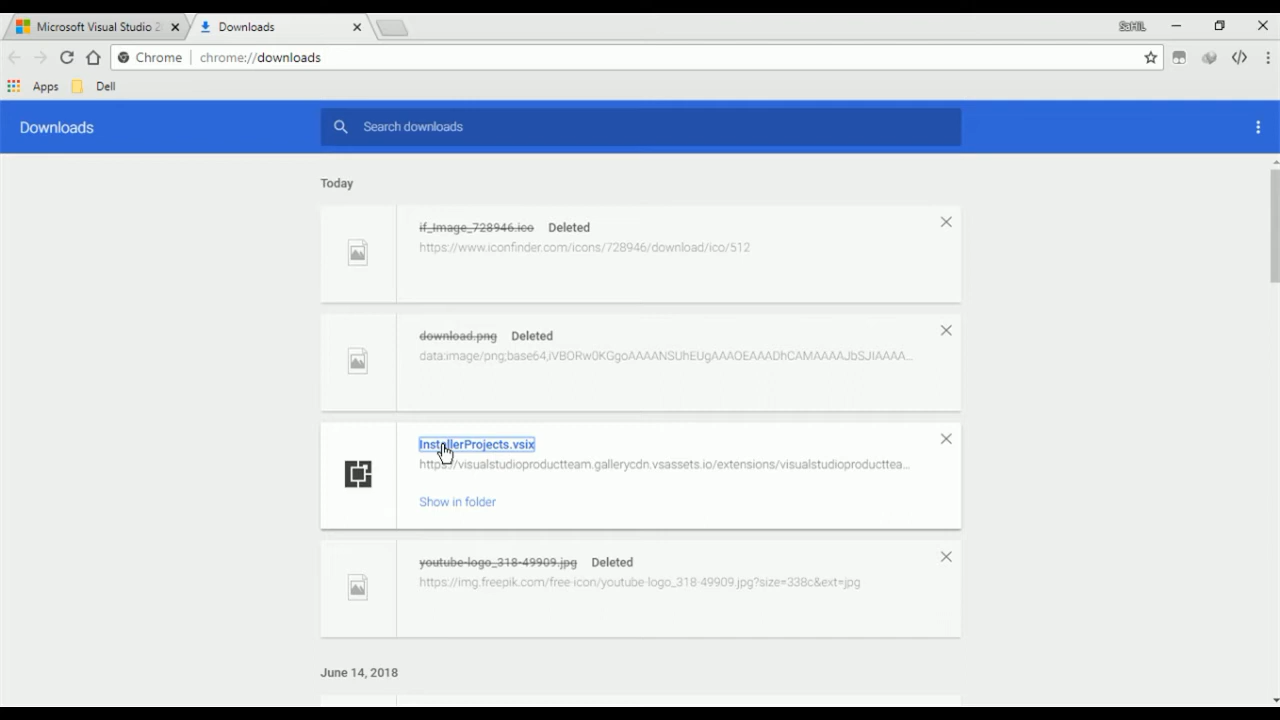 Microsoft Visual Studio 2
Downloads
SaHIL
Chrome
chrome://downloads
Apps
Dell
Downloads
Search downloads
Today
if_Image_728946.ico Deleted
https://www.iconfinder.com/icons/728946/download/ico/512
download.png Deleted
data:image/png;base64,iVBORw0KGgoAAAANSUhEUgAAAOEAAADhCAMAAAAJbSJIAAAA...
InstallerProjects.vsix
https://visualstudioproductteam.gallerycdn.vsassets.io/extensions/visualstudioproducttea...
Show in folder
youtube-logo_318-49909.jpg Deleted
https://img.freepik.com/free-icon/youtube-logo_318-49909.jpg?size=338c&ext=jpg
June 14, 2018